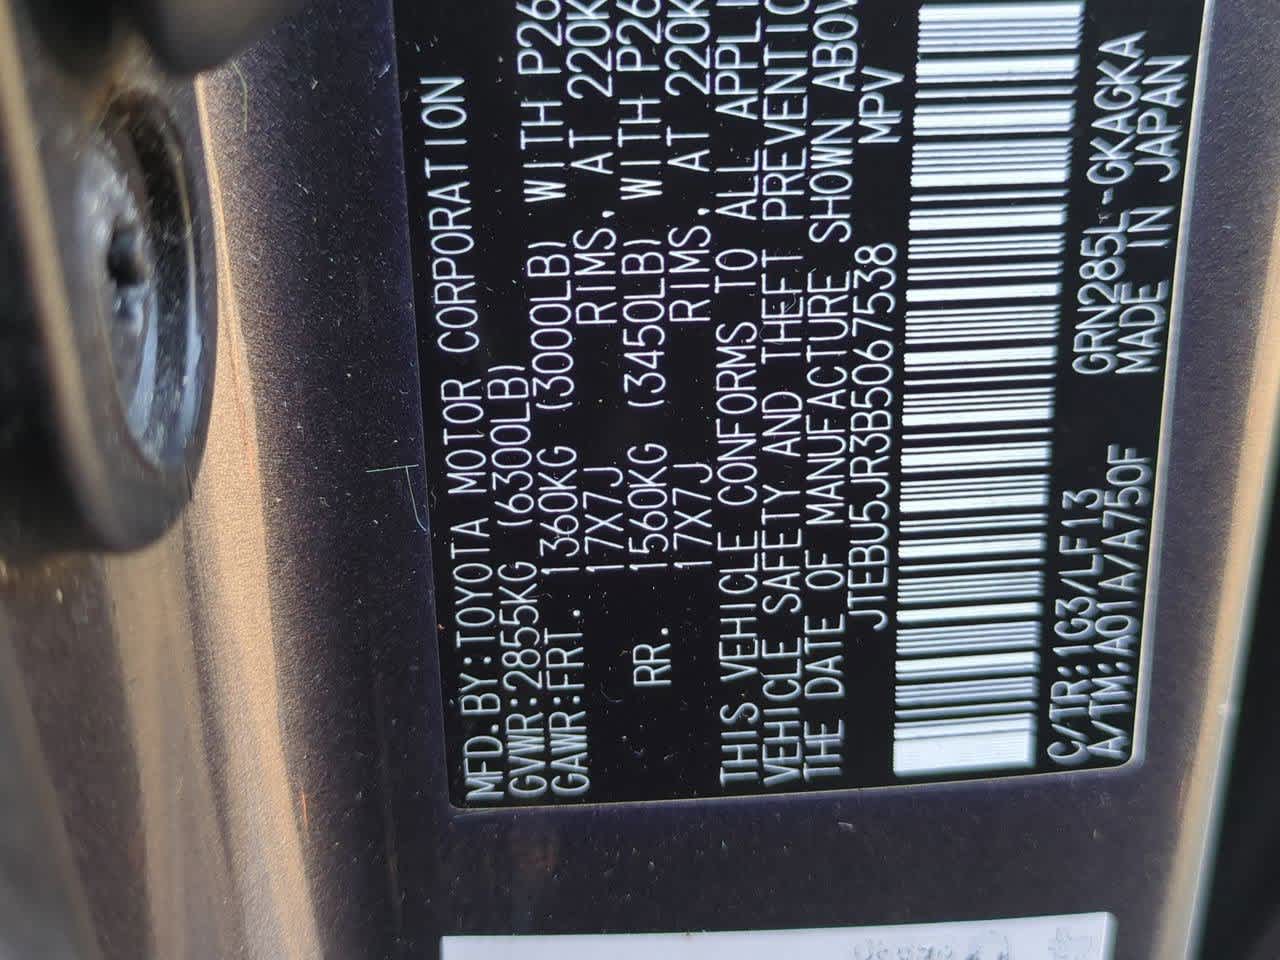 MFD.BY:TOYOTA MOTOR CORPORATION
GVWR:2855KG (6300LB)
GAWR:FRT. 1360KG (3000LB) WITH P26
17X7J RIMS, AT 220K
RR. 1560KG (3450LB) WITH P26
17X7J RIMS, AT 220K
THIS VEHICLE CONFORMS TO ALL APPLI
VEHICLE SAFETY AND THEFT PREVENTIO
THE DATE OF MANUFACTURE SHOWN ABOV
JTEBU5JR3B5067538 MPV
C/TR:1G3/LF13 GRN285L-GKAGKA
A/TM:A01A/A750F MADE IN JAPAN